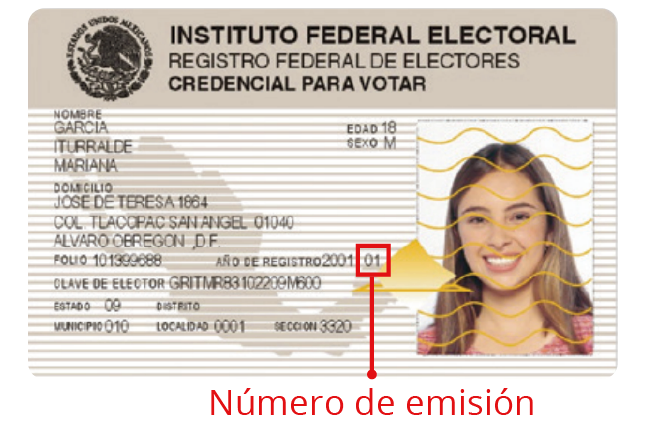 ESTADOS UNIDOS MEXICANOS
INSTITUTO FEDERAL ELECTORAL
REGISTRO FEDERAL DE ELECTORES
CREDENCIAL PARA VOTAR
NOMBRE
GARCIA
ITURRALDE
MARIANA
EDAD 18
SEXO M
DOMICILIO
JOSE DE TERESA 1864
COL. TLACOPAC SAN ANGEL 01040
ALVARO OBREGON ,D.F.
FOLIO 101399688 AÑO DE REGISTRO 2001 01
CLAVE DE ELECTOR GRITMR83102209M600
ESTADO 09 DISTRITO
MUNICIPIO 010 LOCALIDAD 0001 SECCION 3320
Número de emisión